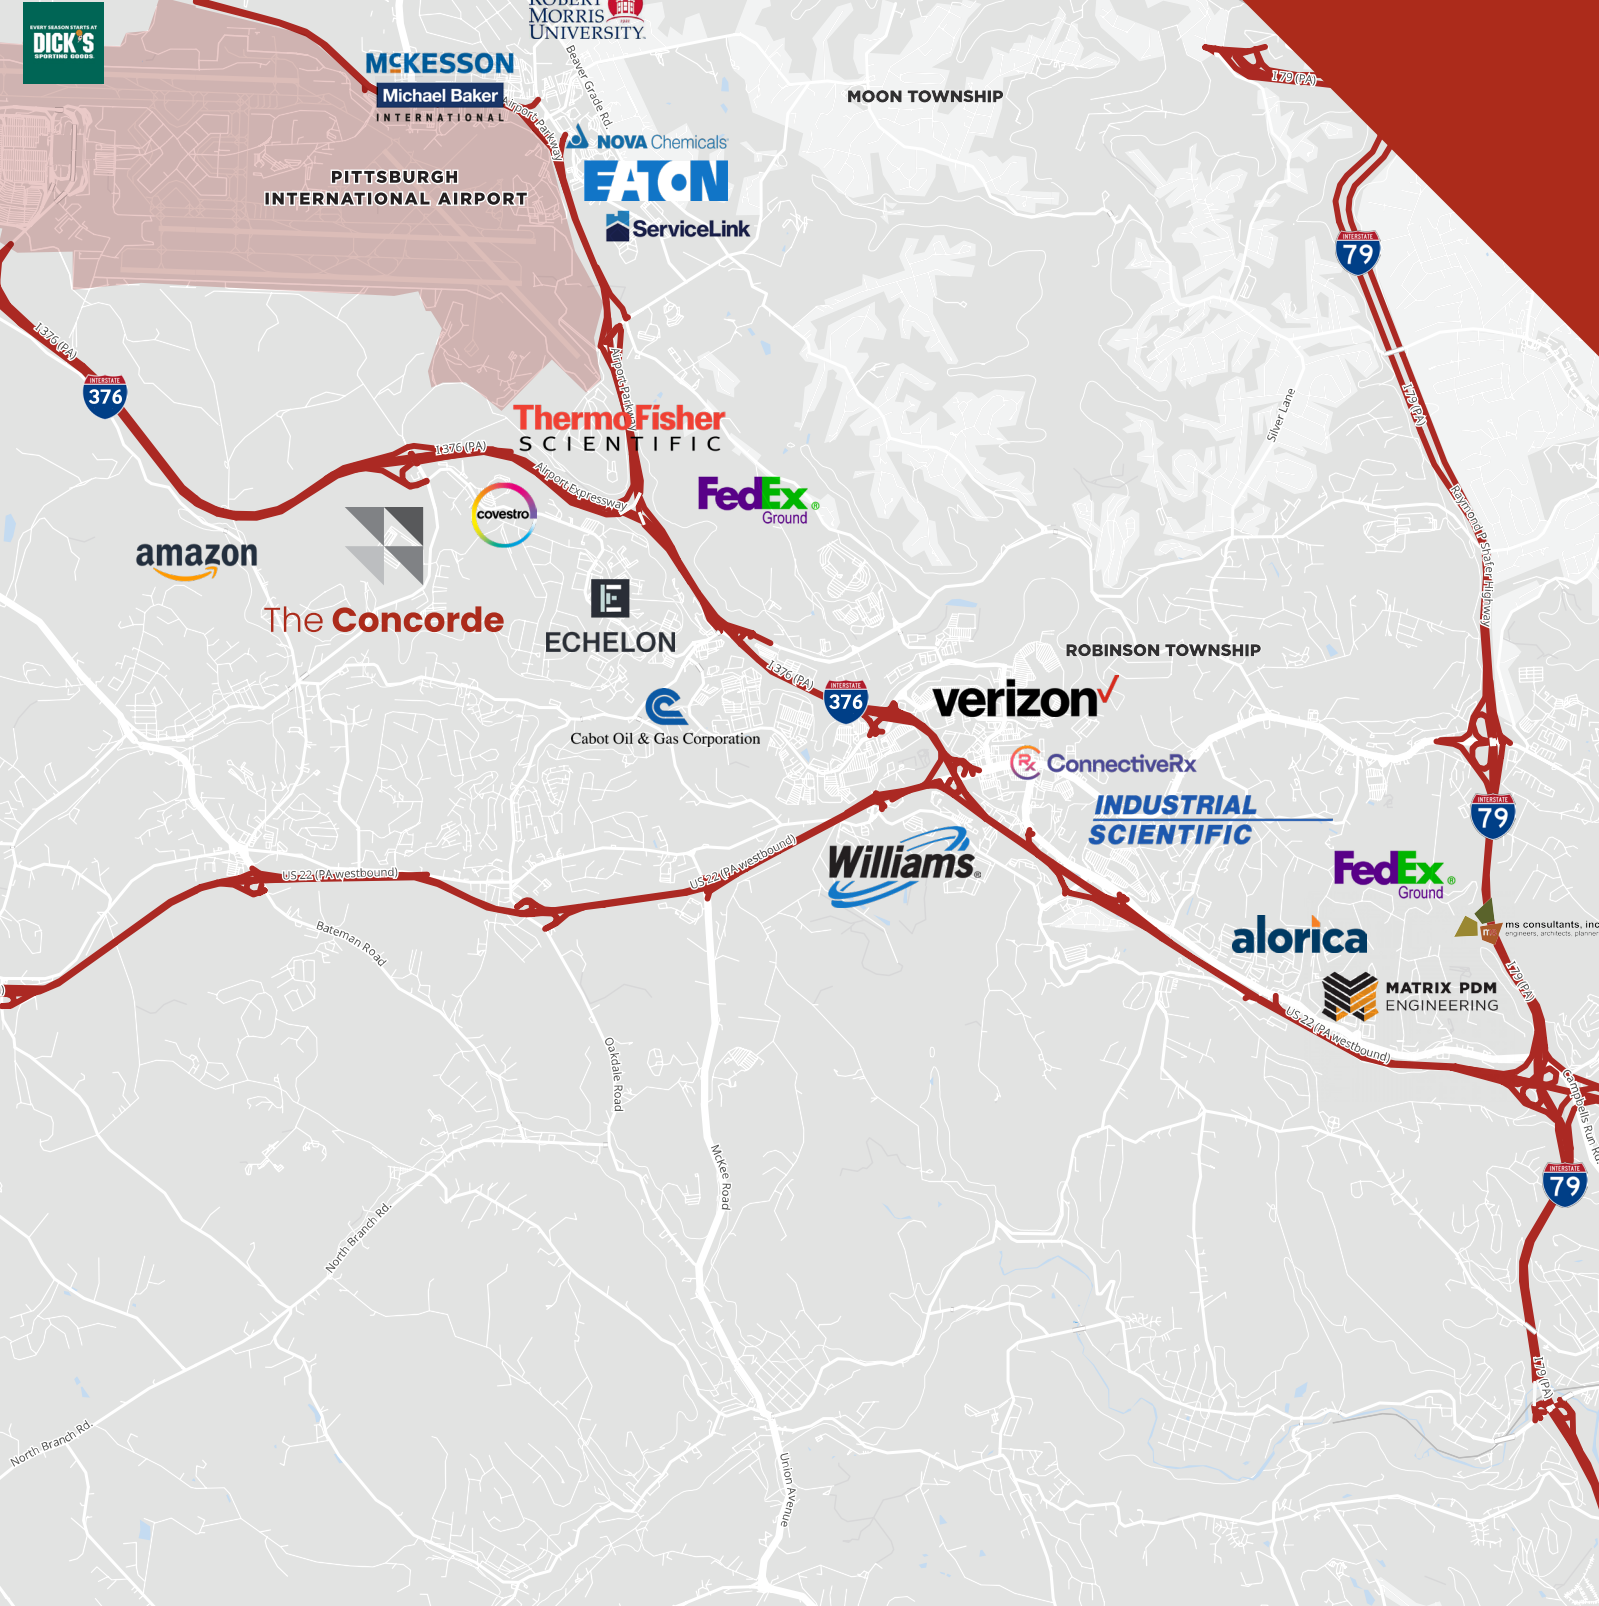 EVERY SEASON STARTS AT
DICK'S
SPORTING GOODS
ROBERT
MORRIS
UNIVERSITY
McKESSON
Michael Baker
INTERNATIONAL
Airport Parkway
Beaver Grade Rd.
MOON TOWNSHIP
I 79 (PA)
NOVA Chemicals
EATON
ServiceLink
PITTSBURGH
INTERNATIONAL AIRPORT
INTERSTATE
79
I 376 (PA)
INTERSTATE
376
Airport Parkway
I 79 (PA)
Silver Lane
ThermoFisher
SCIENTIFIC
I 376 (PA)
Airport Expressway
covestro
FedEx®
Ground
Raymond P Shafer Highway
amazon
The Concorde
E
ECHELON
ROBINSON TOWNSHIP
I 376 (PA)
INTERSTATE
376
verizon
Cabot Oil & Gas Corporation
Rx ConnectiveRx
INDUSTRIAL
SCIENTIFIC
INTERSTATE
79
US 22 (PA westbound)
US 22 (PA westbound)
Williams®
FedEx®
Ground
ms consultants, inc
engineers, architects, planner
alorica
Bateman Road
I 79 (PA)
MATRIX PDM
ENGINEERING
)
US 22 (PA westbound)
Oakdale Road
Campbells Run Rd.
McKee Road
INTERSTATE
79
North Branch Rd.
I 79 (PA)
North Branch Rd.
Union Avenue